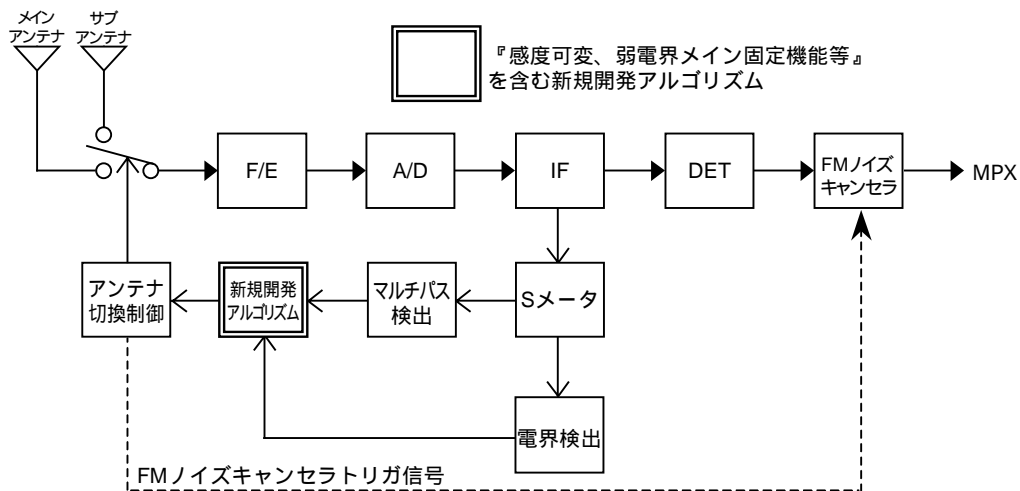 メイン
アンテナ
サブ
アンテナ
『感度可変、弱電界メイン固定機能等』
を含む新規開発アルゴリズム
F/E
A/D
IF
DET
FMノイズ
キャンセラ
MPX
アンテナ
切換制御
新規開発
アルゴリズム
マルチパス
検出
Sメータ
電界検出
FMノイズキャンセラトリガ信号